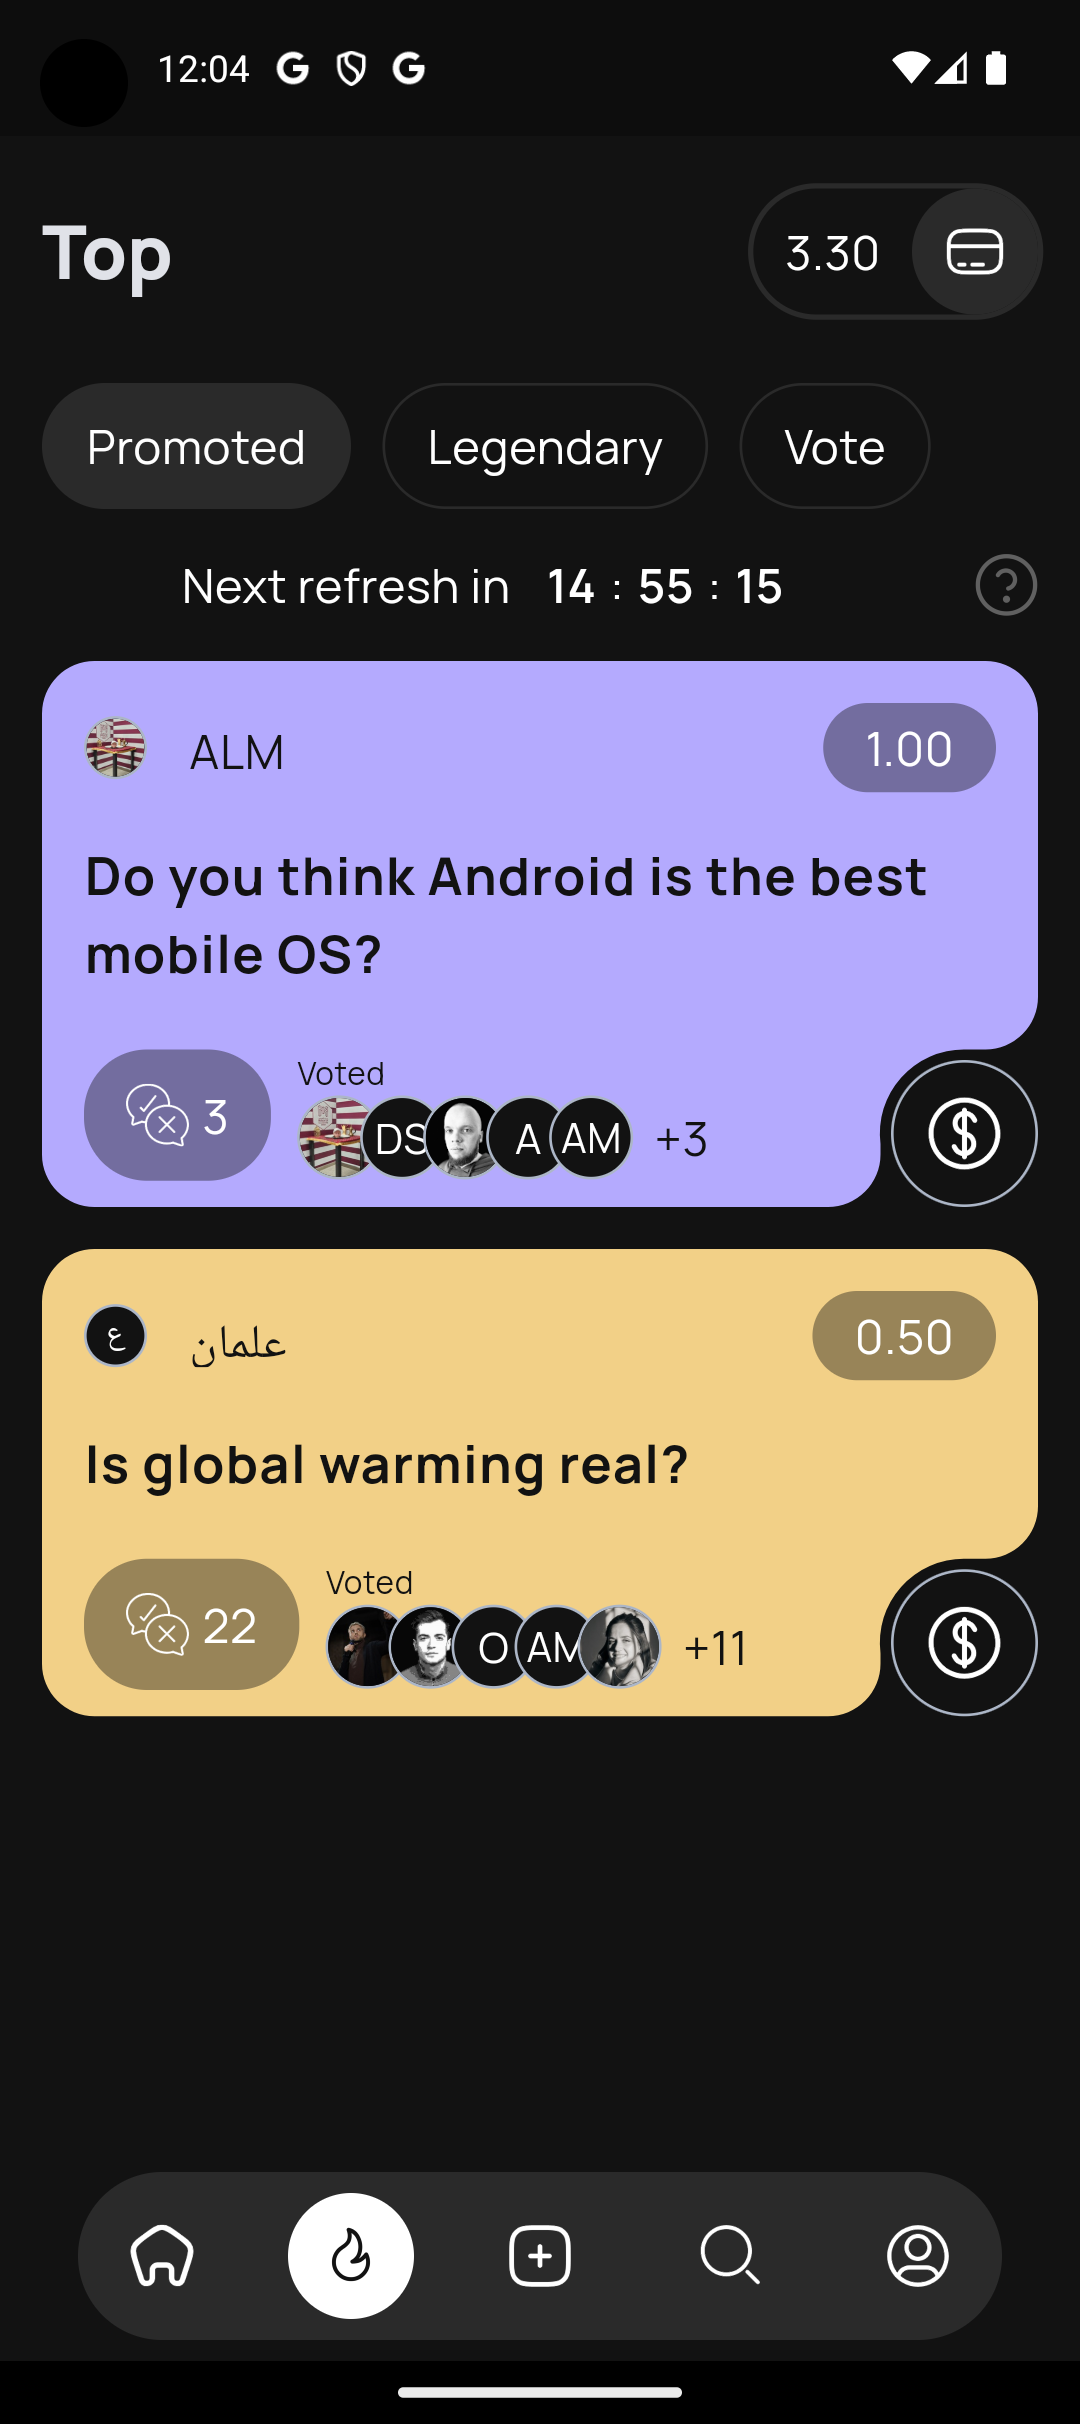 12:04
Top
3.30
Promoted
Legendary
Vote
Next refresh in 14 : 55 : 15
ALM
1.00
Do you think Android is the best
mobile OS?
3
Voted
DS
A
AM
+3
ع
علمان
0.50
Is global warming real?
22
Voted
O
AM
+11